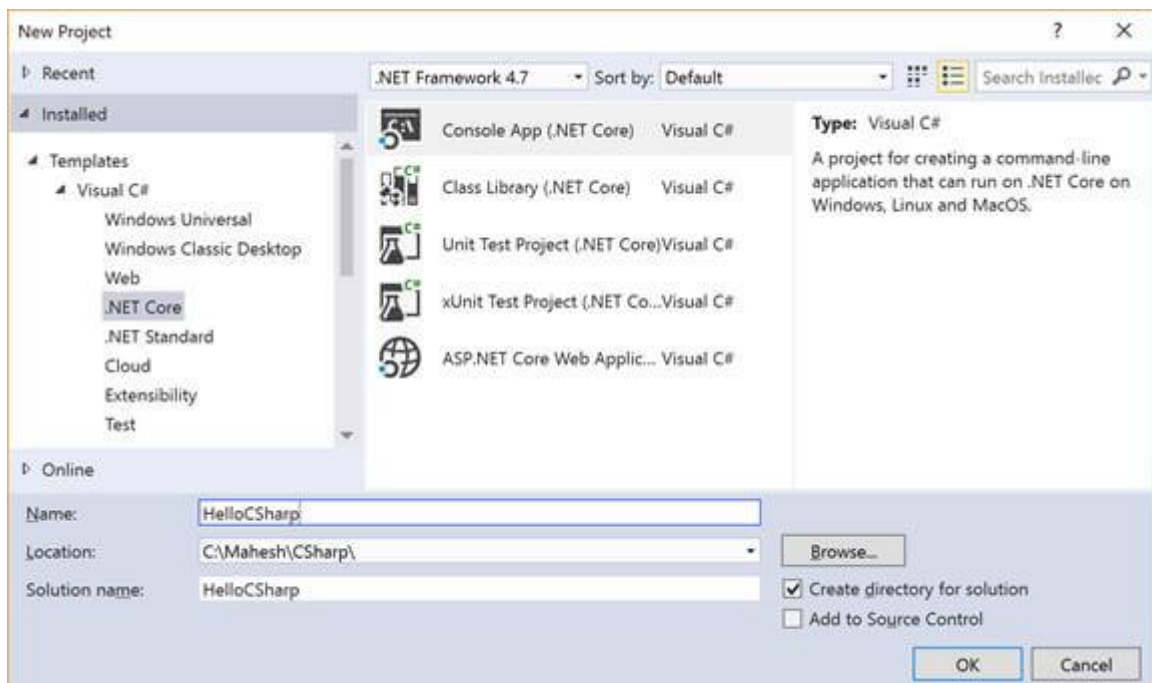 New Project
? ×
Recent
.NET Framework 4.7 Sort by: Default Search Installec
Installed
Templates
Visual C#
Windows Universal
Windows Classic Desktop
Web
.NET Core
.NET Standard
Cloud
Extensibility
Test
Online
Console App (.NET Core) Visual C#
Class Library (.NET Core) Visual C#
Unit Test Project (.NET Core) Visual C#
xUnit Test Project (.NET Co... Visual C#
ASP.NET Core Web Applic... Visual C#
Type: Visual C#
A project for creating a command-line
application that can run on .NET Core on
Windows, Linux and MacOS.
Name: HelloCSharp
Location: C:\Mahesh\CSharp\ Browse...
Solution name: HelloCSharp
Create directory for solution
Add to Source Control
OK Cancel